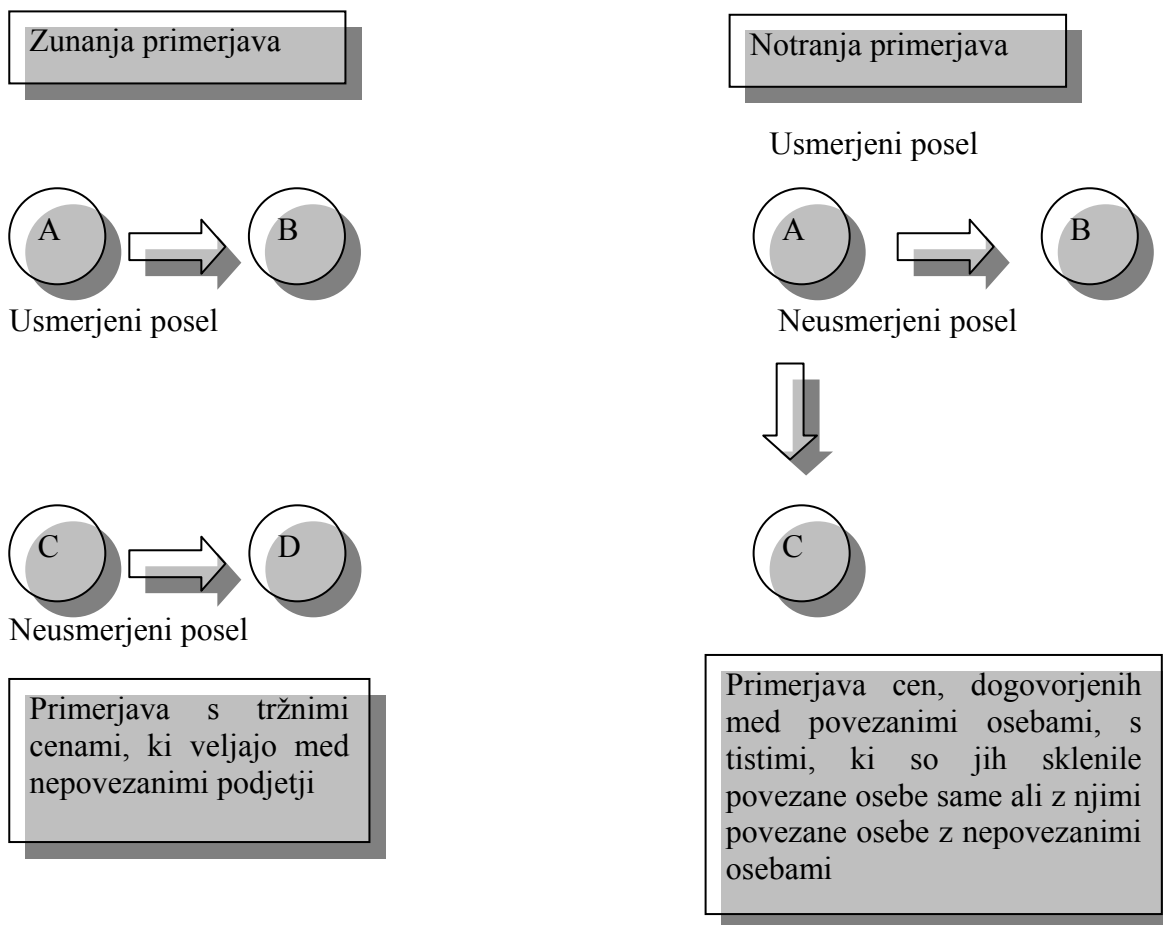 Zunanja primerjava
A
B
Usmerjeni posel
C
D
Neusmerjeni posel
Primerjava s tržnimi
cenami, ki veljajo med
nepovezanimi podjetji
Notranja primerjava
Usmerjeni posel
A
B
Neusmerjeni posel
C
Primerjava cen, dogovorjenih
med povezanimi osebami, s
tistimi, ki so jih sklenile
povezane osebe same ali z njimi
povezane osebe z nepovezanimi
osebami